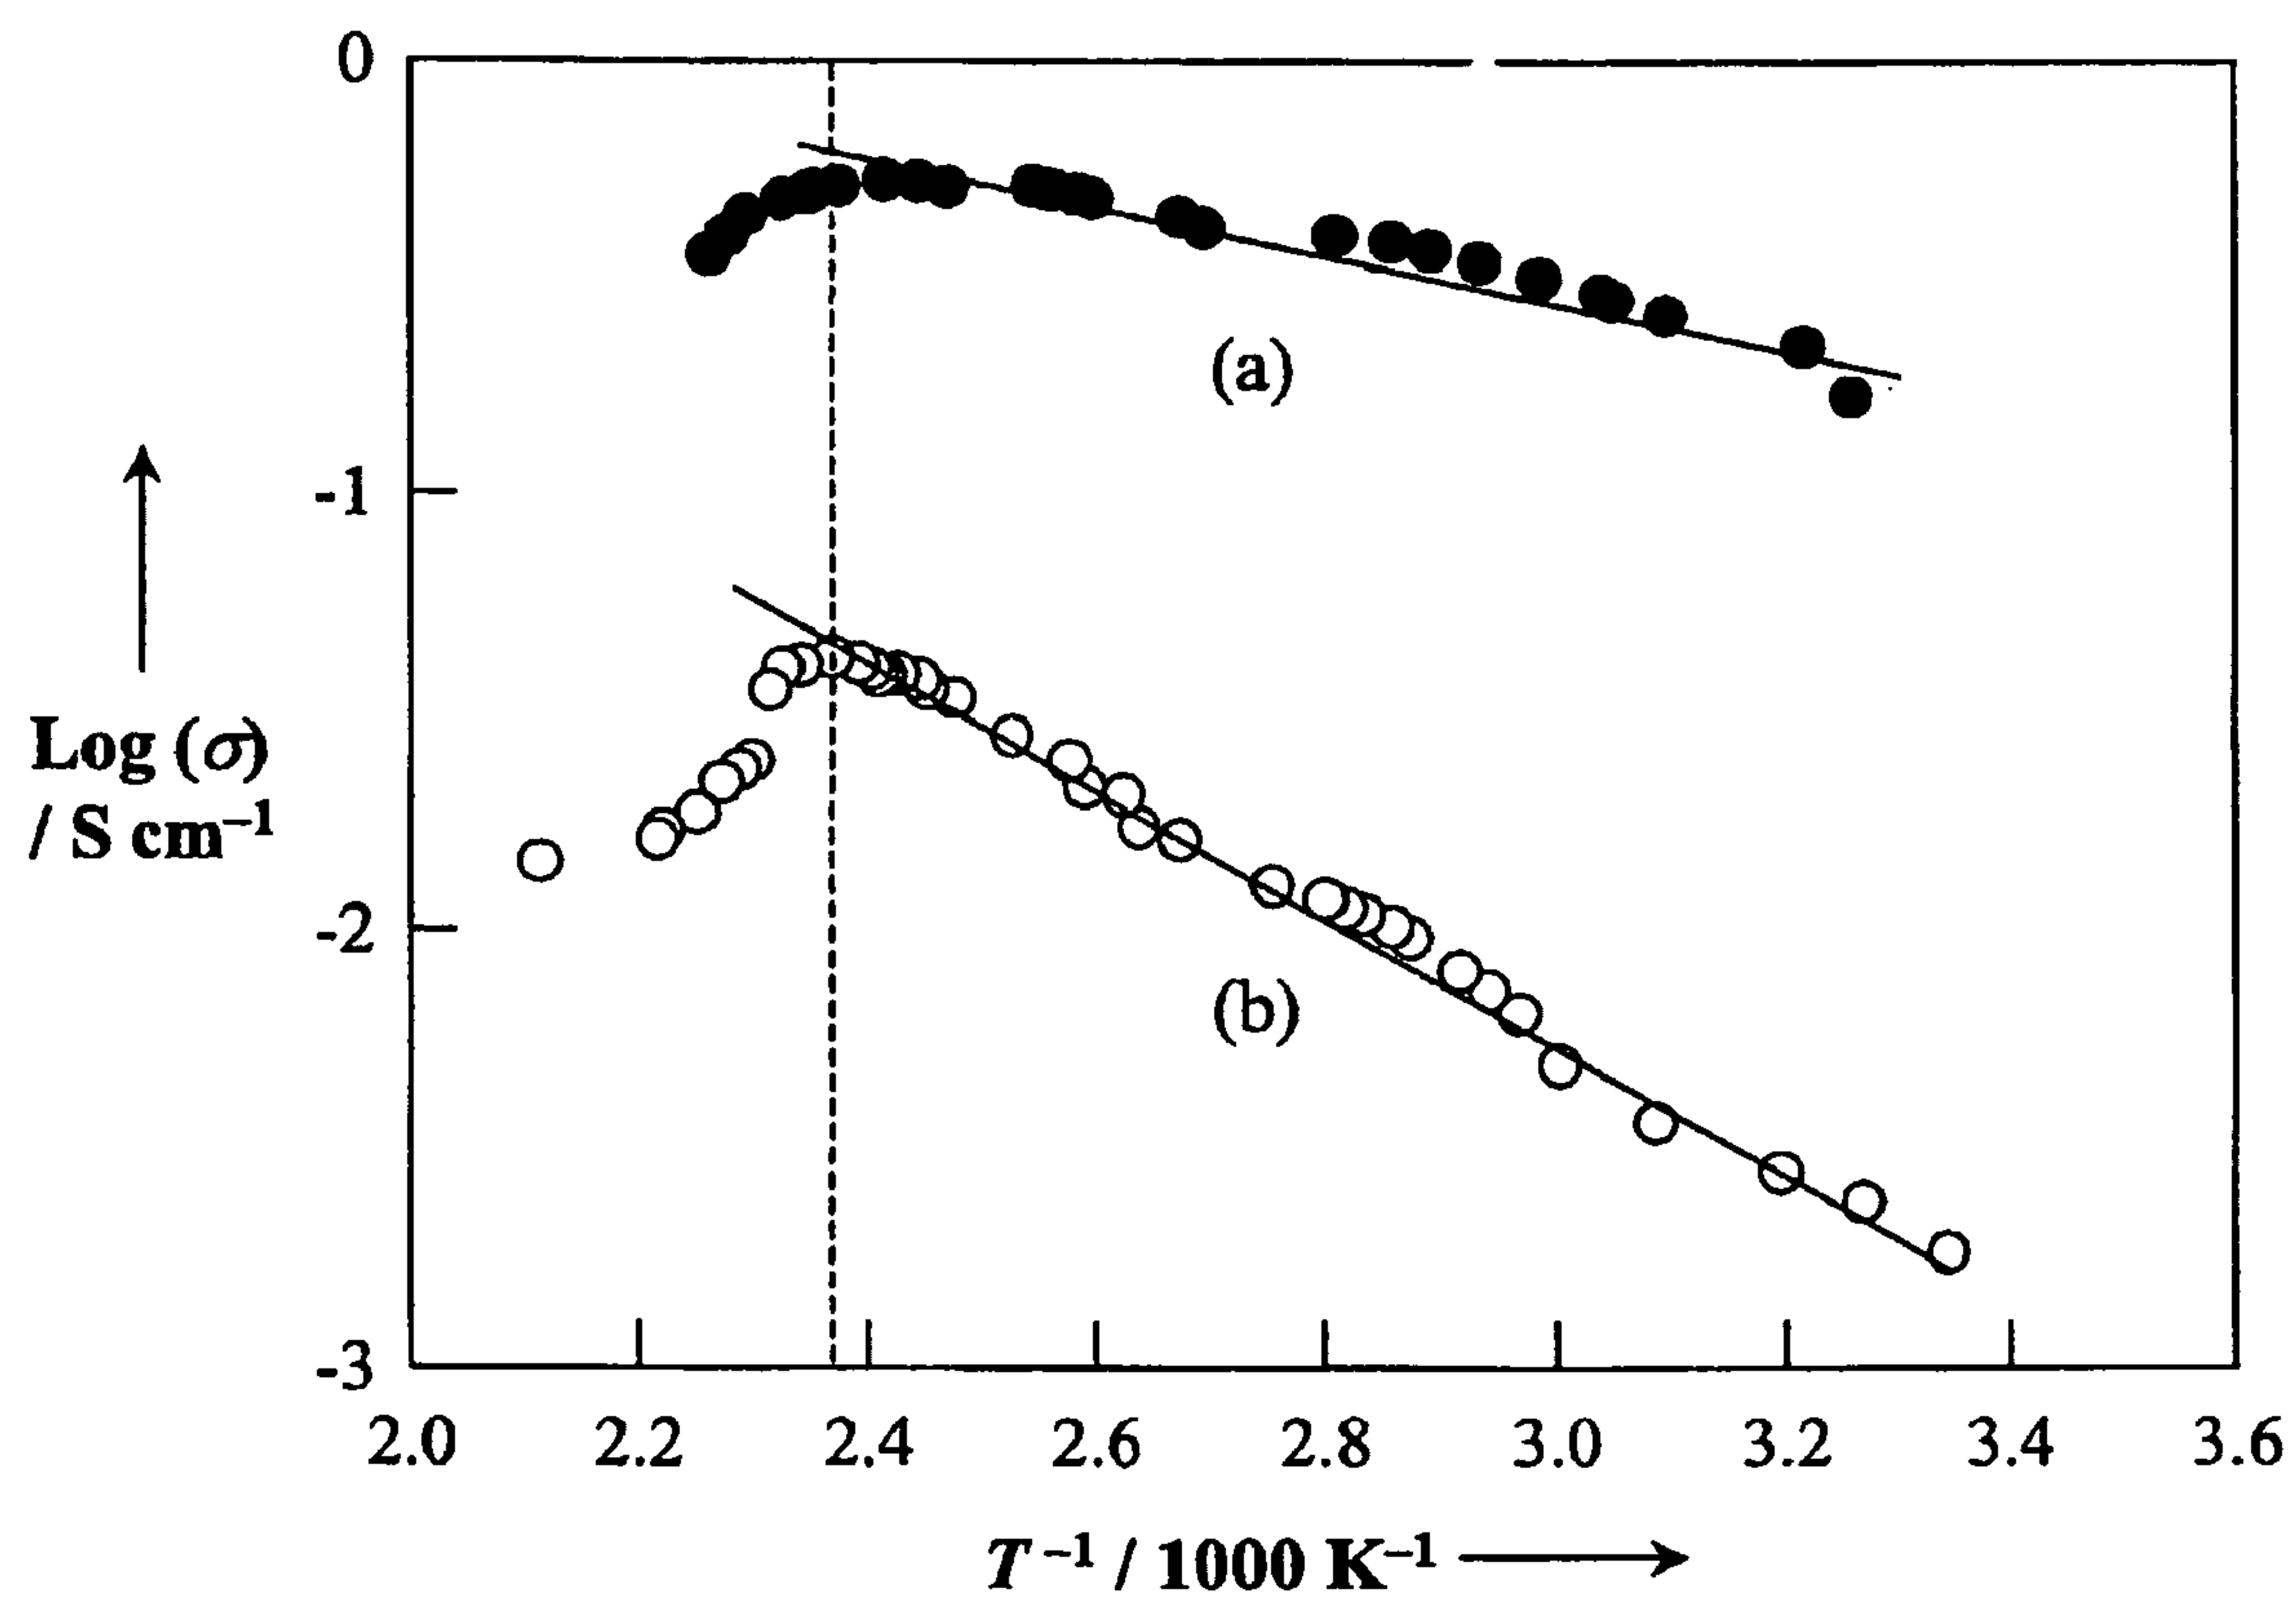 0
-1
-2
-3
Log (σ)
/ S cm⁻¹
(a)
(b)
2.0 2.2 2.4 2.6 2.8 3.0 3.2 3.4 3.6
T⁻¹ / 1000 K⁻¹